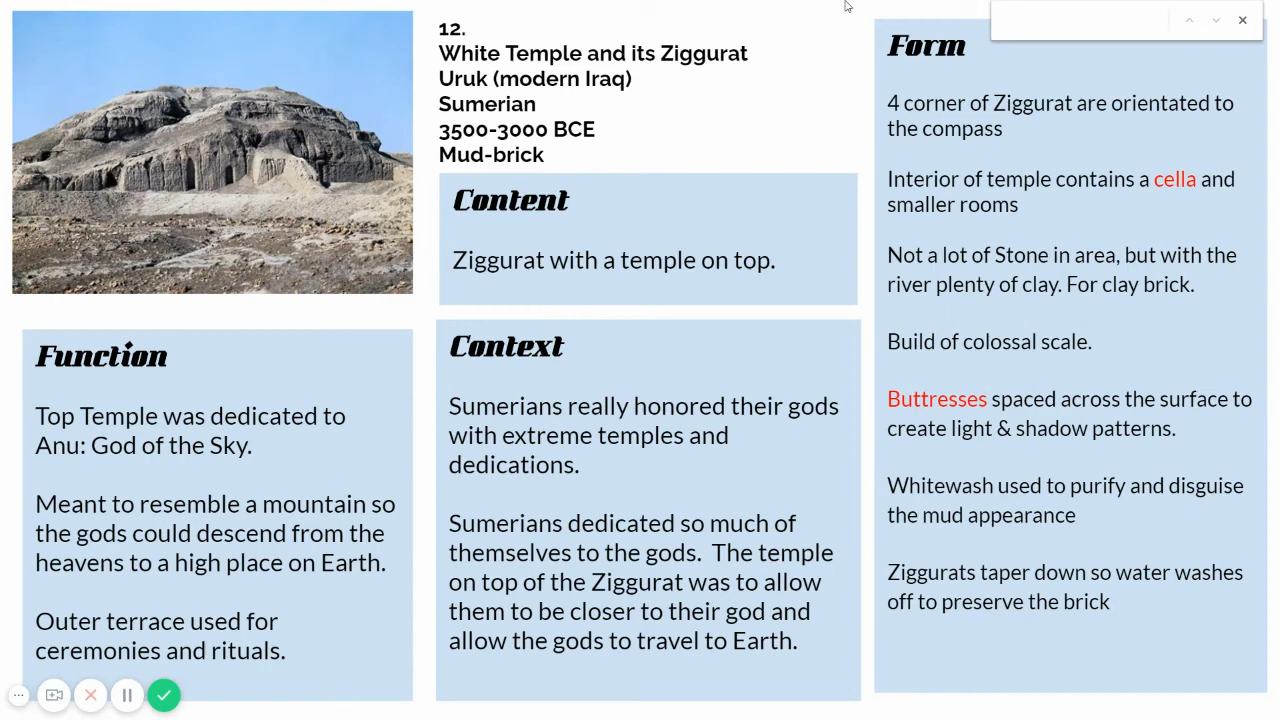 12.
White Temple and its Ziggurat
Uruk (modern Iraq)
Sumerian
3500-3000 BCE
Mud-brick
Content
Ziggurat with a temple on top.
Function
Top Temple was dedicated to
Anu: God of the Sky.
Meant to resemble a mountain so
the gods could descend from the
heavens to a high place on Earth.
Outer terrace used for
ceremonies and rituals.
Context
Sumerians really honored their gods
with extreme temples and
dedications.
Sumerians dedicated so much of
themselves to the gods. The temple
on top of the Ziggurat was to allow
them to be closer to their god and
allow the gods to travel to Earth.
Form
4 corner of Ziggurat are orientated to
the compass
Interior of temple contains a cella and
smaller rooms
Not a lot of Stone in area, but with the
river plenty of clay. For clay brick.
Build of colossal scale.
Buttresses spaced across the surface to
create light & shadow patterns.
Whitewash used to purify and disguise
the mud appearance
Ziggurats taper down so water washes
off to preserve the brick